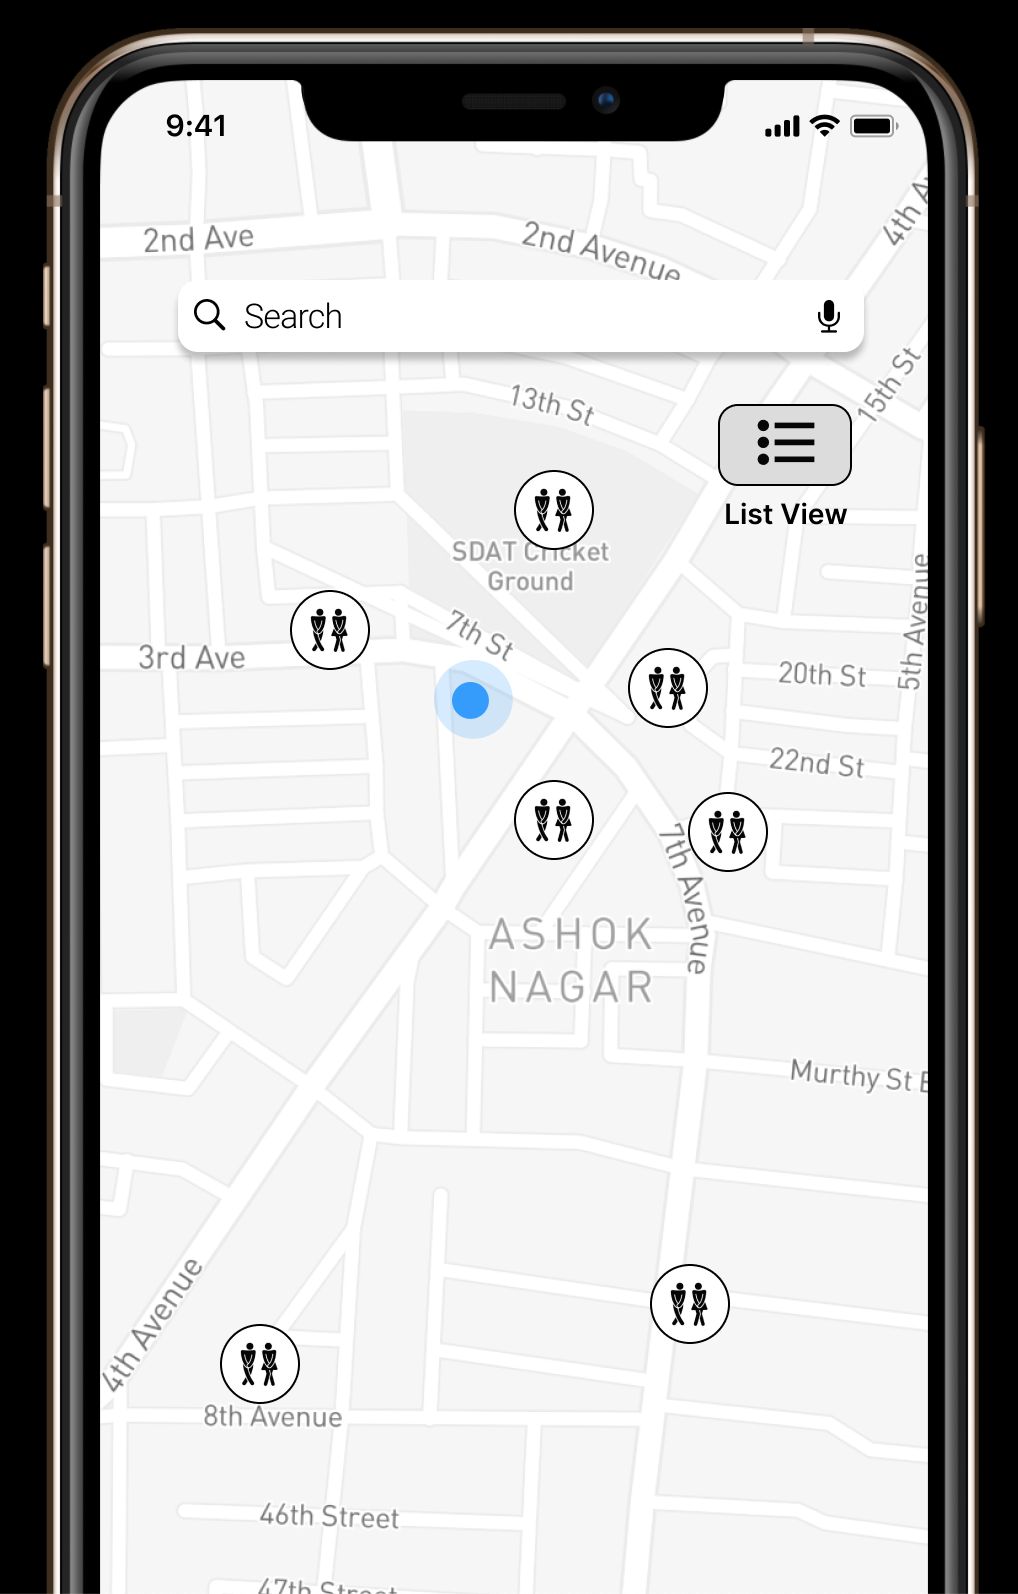 9:41
2nd Ave
2nd Avenue
4th Av
Search
13th St
15th St
List View
SDAT Cricket
Ground
7th St
3rd Ave
20th St
5th Avenue
22nd St
7th Avenue
ASHOK
NAGAR
Murthy St E
4th Avenue
8th Avenue
46th Street
47th Street